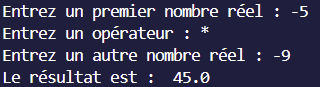 Entrez un premier nombre réel : -5
Entrez un opérateur : *
Entrez un autre nombre réel : -9
Le résultat est :  45.0